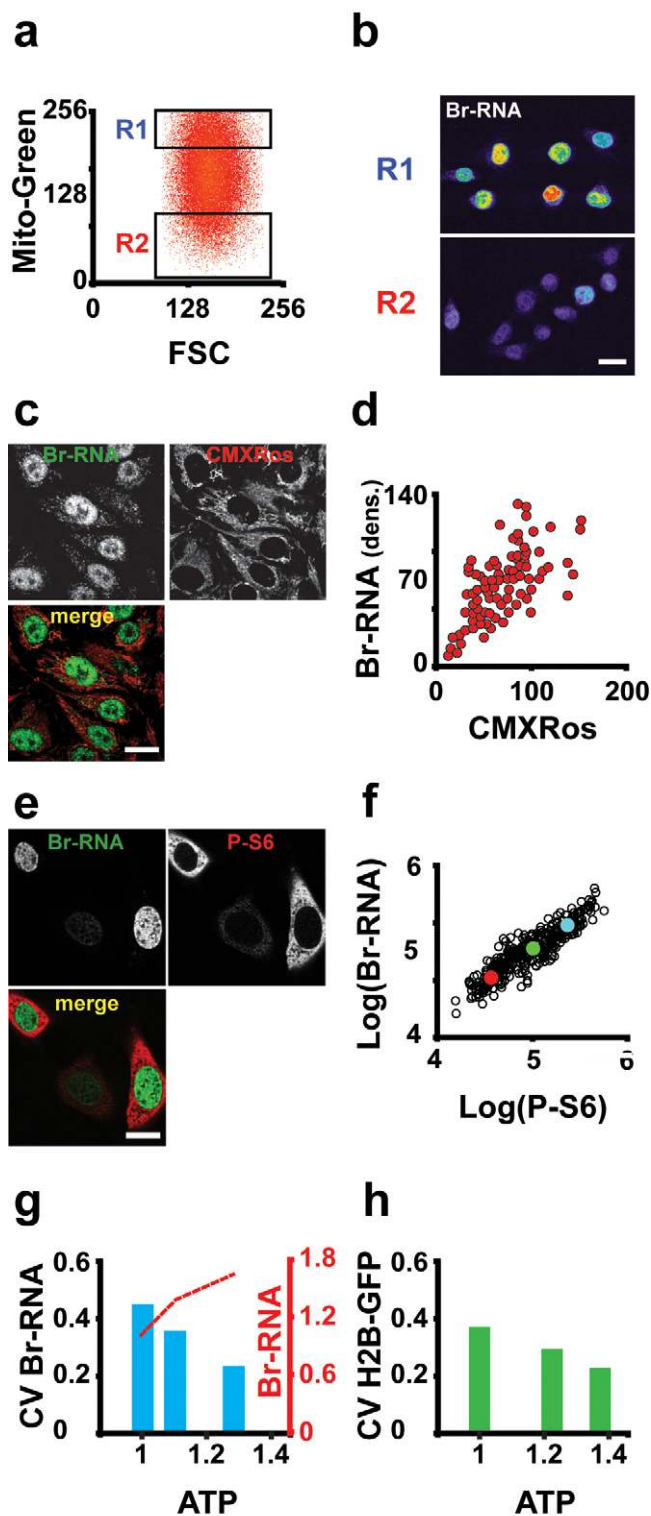 a
256
128
0
Mito-Green
R1
R2
0 128 256
FSC
b
Br-RNA
R1
R2
c
Br-RNA
CMXRos
merge
d
140
70
0
Br-RNA (dens.)
0 100 200
CMXRos
e
Br-RNA
P-S6
merge
f
6
5
4
Log(Br-RNA)
4 5 6
Log(P-S6)
g
0.6
0.4
0.2
0
CV Br-RNA
1.8
1.2
0.6
0
Br-RNA
1 1.2 1.4
ATP
h
0.6
0.4
0.2
0
CV H2B-GFP
1 1.2 1.4
ATP